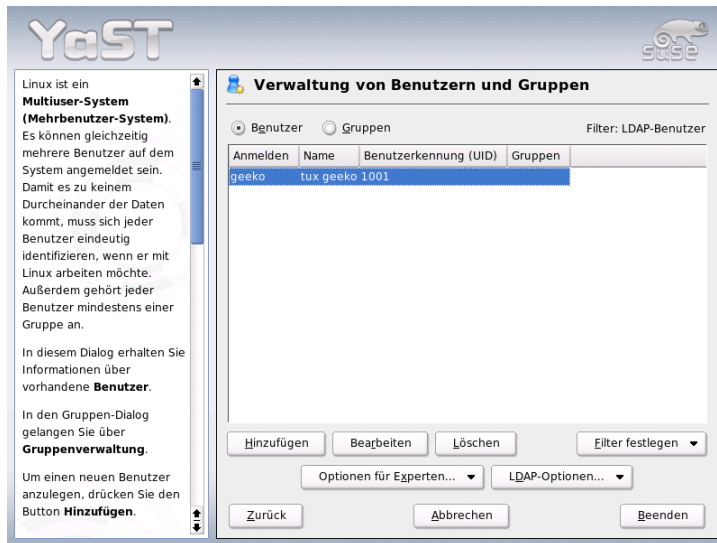 YaST
SUSE
Linux ist ein
Multiuser-System
(Mehrbenutzer-System).
Es können gleichzeitig
mehrere Benutzer auf dem
System angemeldet sein.
Damit es zu keinem
Durcheinander der Daten
kommt, muss sich jeder
Benutzer eindeutig
identifizieren, wenn er mit
Linux arbeiten möchte.
Außerdem gehört jeder
Benutzer mindestens einer
Gruppe an.
In diesem Dialog erhalten Sie
Informationen über
vorhandene Benutzer.
In den Gruppen-Dialog
gelangen Sie über
Gruppenverwaltung.
Um einen neuen Benutzer
anzulegen, drücken Sie den
Button Hinzufügen.
Verwaltung von Benutzern und Gruppen
Benutzer Gruppen Filter: LDAP-Benutzer
Anmelden Name Benutzerkennung (UID) Gruppen
geeko tux geeko 1001
Hinzufügen Bearbeiten Löschen Filter festlegen
Optionen für Experten... LDAP-Optionen...
Zurück Abbrechen Beenden